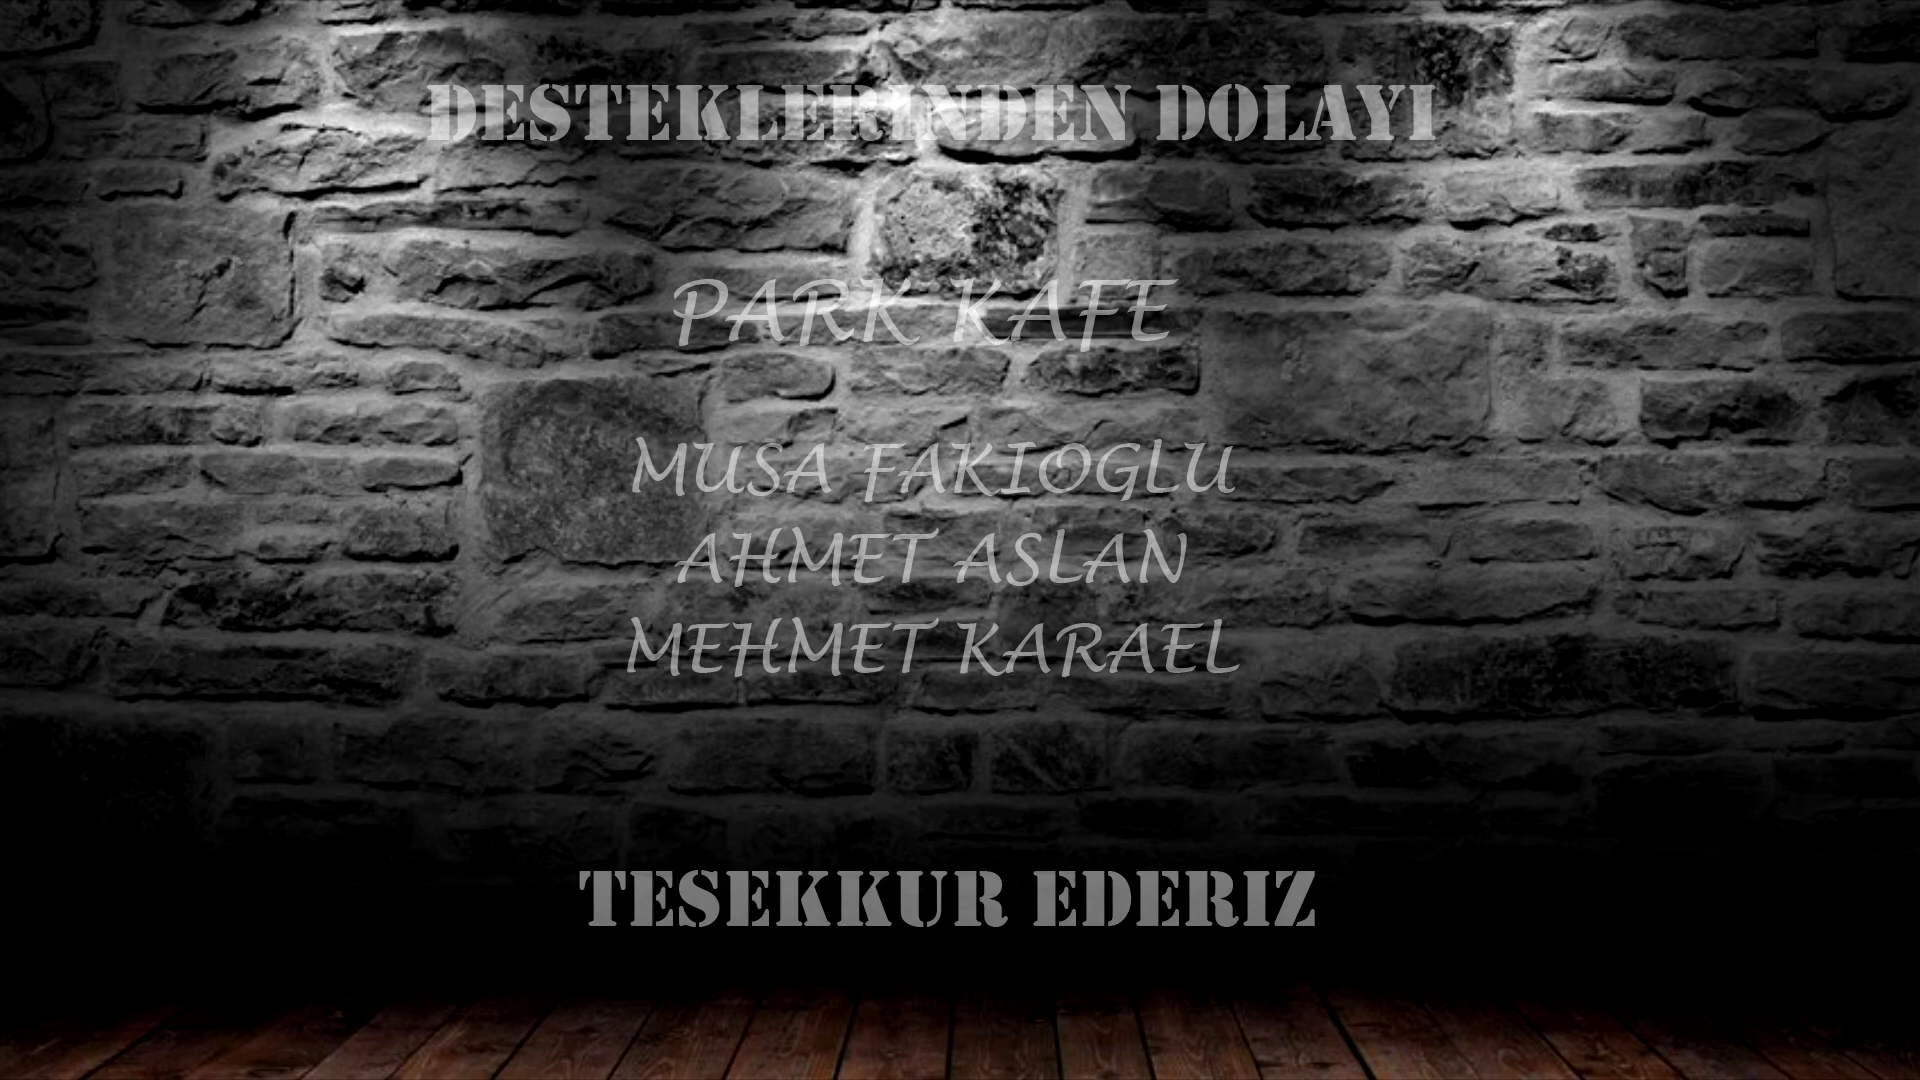 DESTEKLERINDEN DOLAYI
PARK KAFE
MUSA FAKIOGLU
AHMET ASLAN
MEHMET KARAEL
TESEKKUR EDERIZ